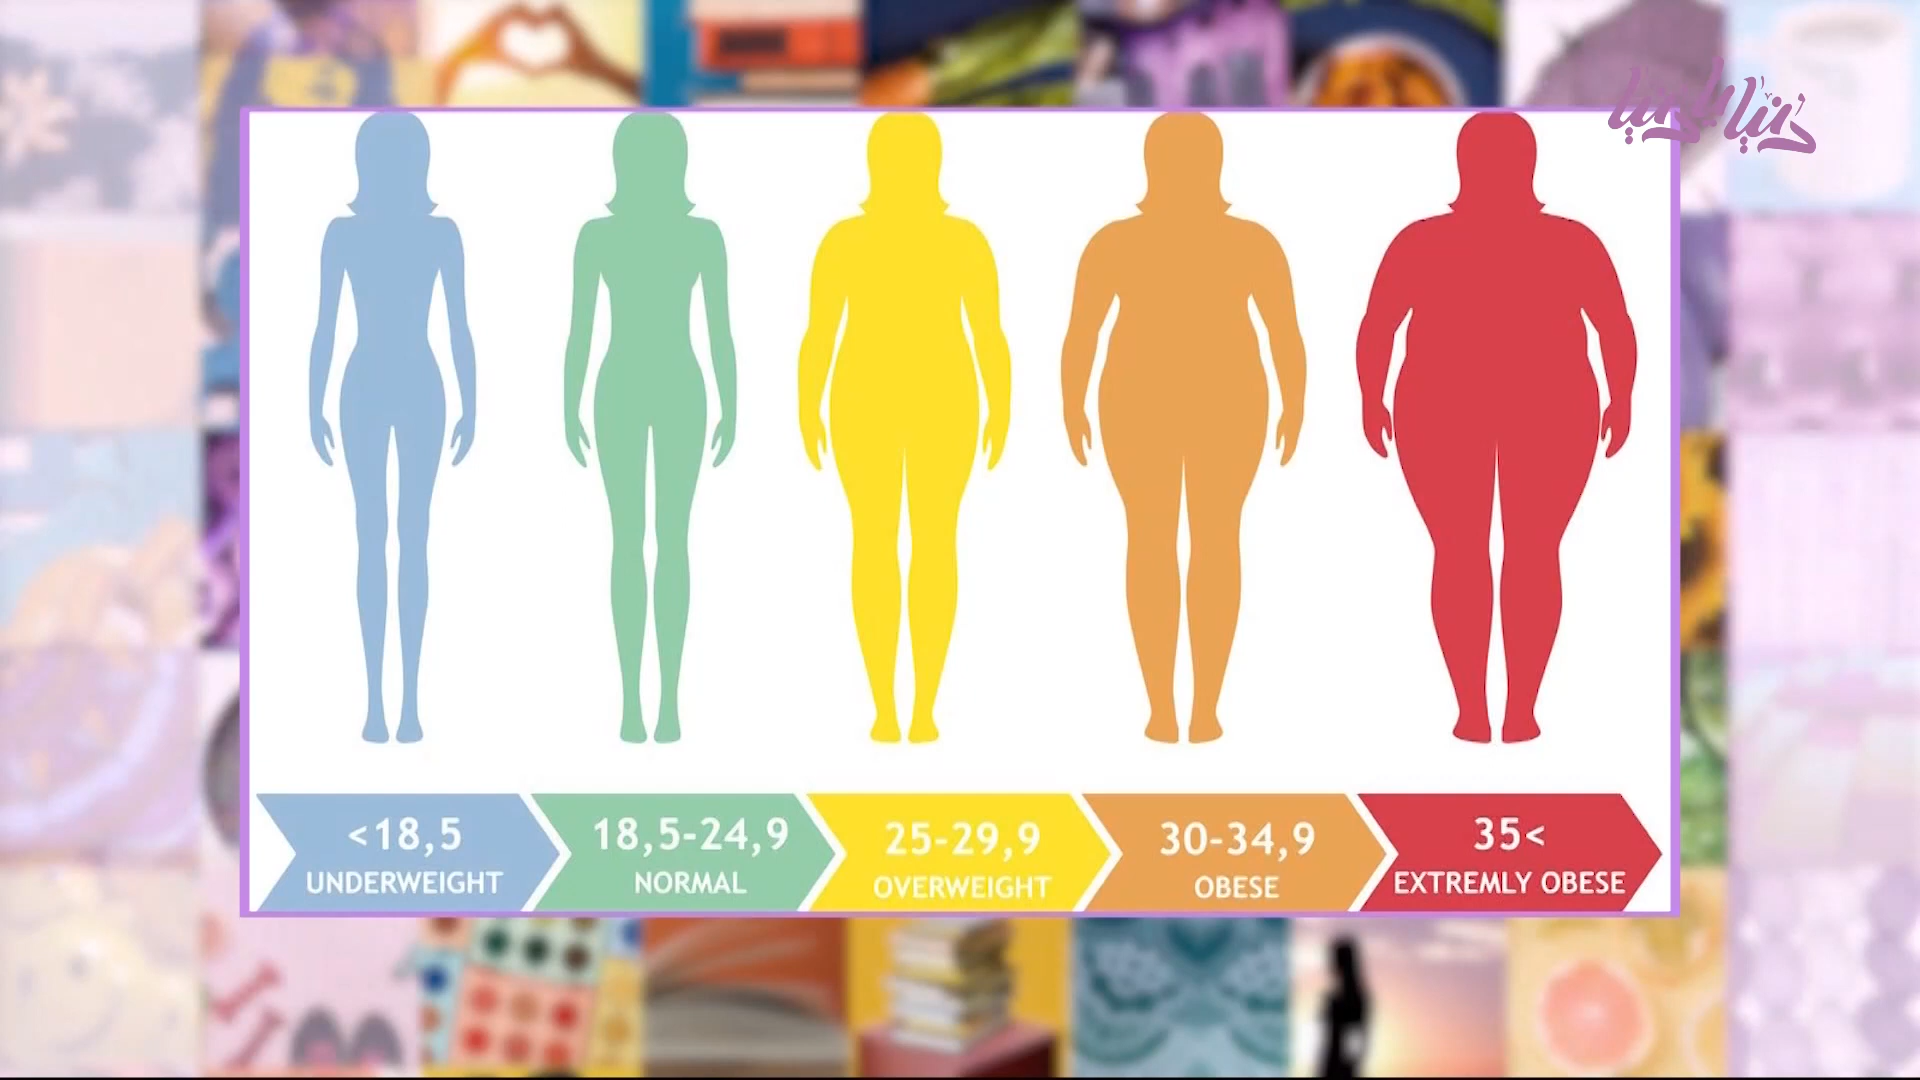 <18,5
UNDERWEIGHT
18,5-24,9
NORMAL
25-29,9
OVERWEIGHT
30-34,9
OBESE
35<
EXTREMLY OBESE